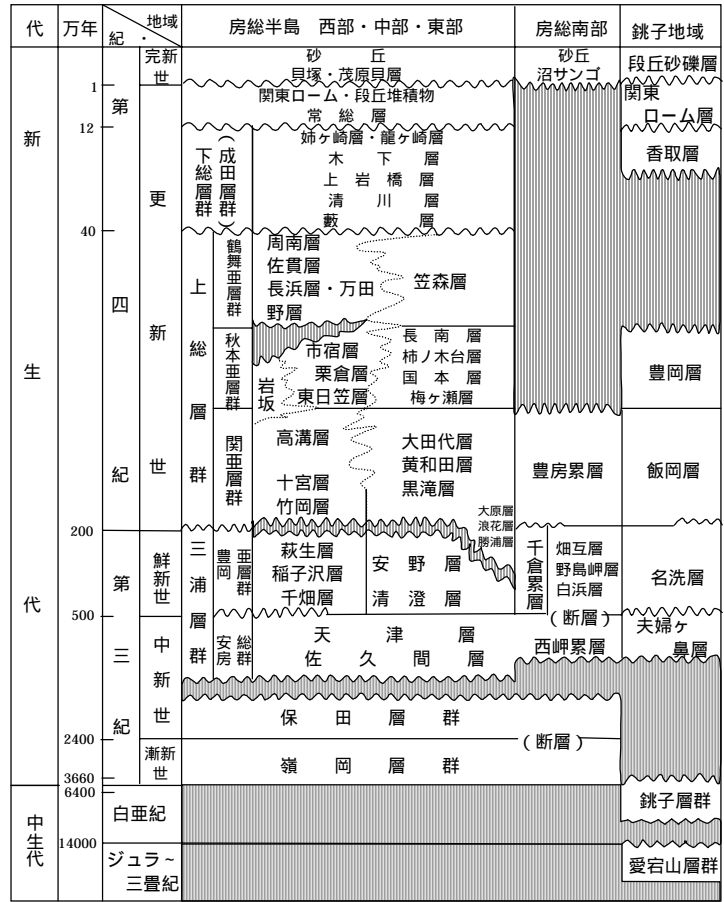 代 万年 紀・地域 房総半島 西部・中部・東部 房総南部 銚子地域
新生代
中生代
1
12
40
200
500
2400
3660
6400
14000
第四紀
第三紀
白亜紀
ジュラ~
三畳紀
完新世
更新世
鮮新世
中新世
漸新世
砂丘
貝塚・茂原貝層
関東ローム・段丘堆積物
常総層
下総層群
(成田層群)
姉ヶ崎層・龍ヶ崎層
木下層
上岩橋層
清川層
藪層
上総層群
鶴舞亜層群
周南層
佐貫層
長浜層・万田
野層
笠森層
秋本亜層群
市宿層
栗倉層
東日笠層
岩坂
長南層
柿ノ木台層
国本層
梅ヶ瀬層
関亜層群
高溝層
十宮層
竹岡層
大田代層
黄和田層
黒滝層
大原層
浪花層
勝浦層
三浦層群
豊岡亜層群
萩生層
稲子沢層
千畑層
安野層
清澄層
安房総群
天津層
佐久間層
保田層群
嶺岡層群
砂丘
沼サンゴ
豊房累層
千倉累層
畑互層
野島岬層
白浜層
(断層)
西岬累層
(断層)
段丘砂礫層
関東
ローム層
香取層
豊岡層
飯岡層
名洗層
夫婦ヶ
鼻層
銚子層群
愛宕山層群